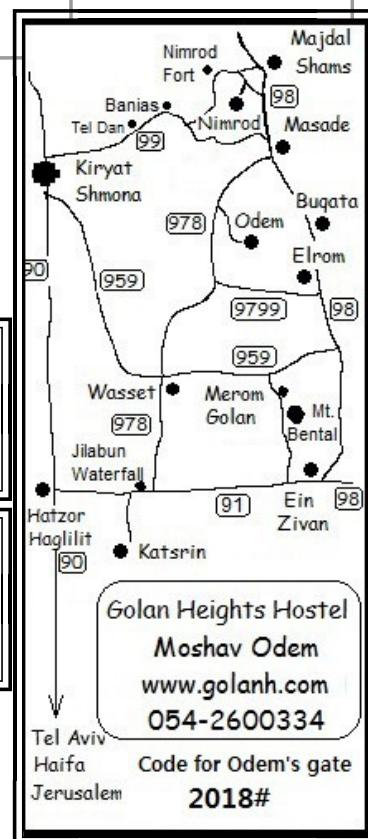 Majdal
Shams
Nimrod
Fort
98
Banias
Nimrod
Tel Dan
Masade
99
Kiryat
Shmona
Buqata
978
Odem
Elrom
90
959
9799
98
959
Wasset
Merom
Golan
Mt.
Bental
978
Jilabun
Waterfall
91
Ein
Zivan
98
Hatzor
Haglilit
Katsrin
90
Golan Heights Hostel
Moshav Odem
www.golanh.com
054-2600334
Tel Aviv
Haifa
Jerusalem
Code for Odem's gate
2018#